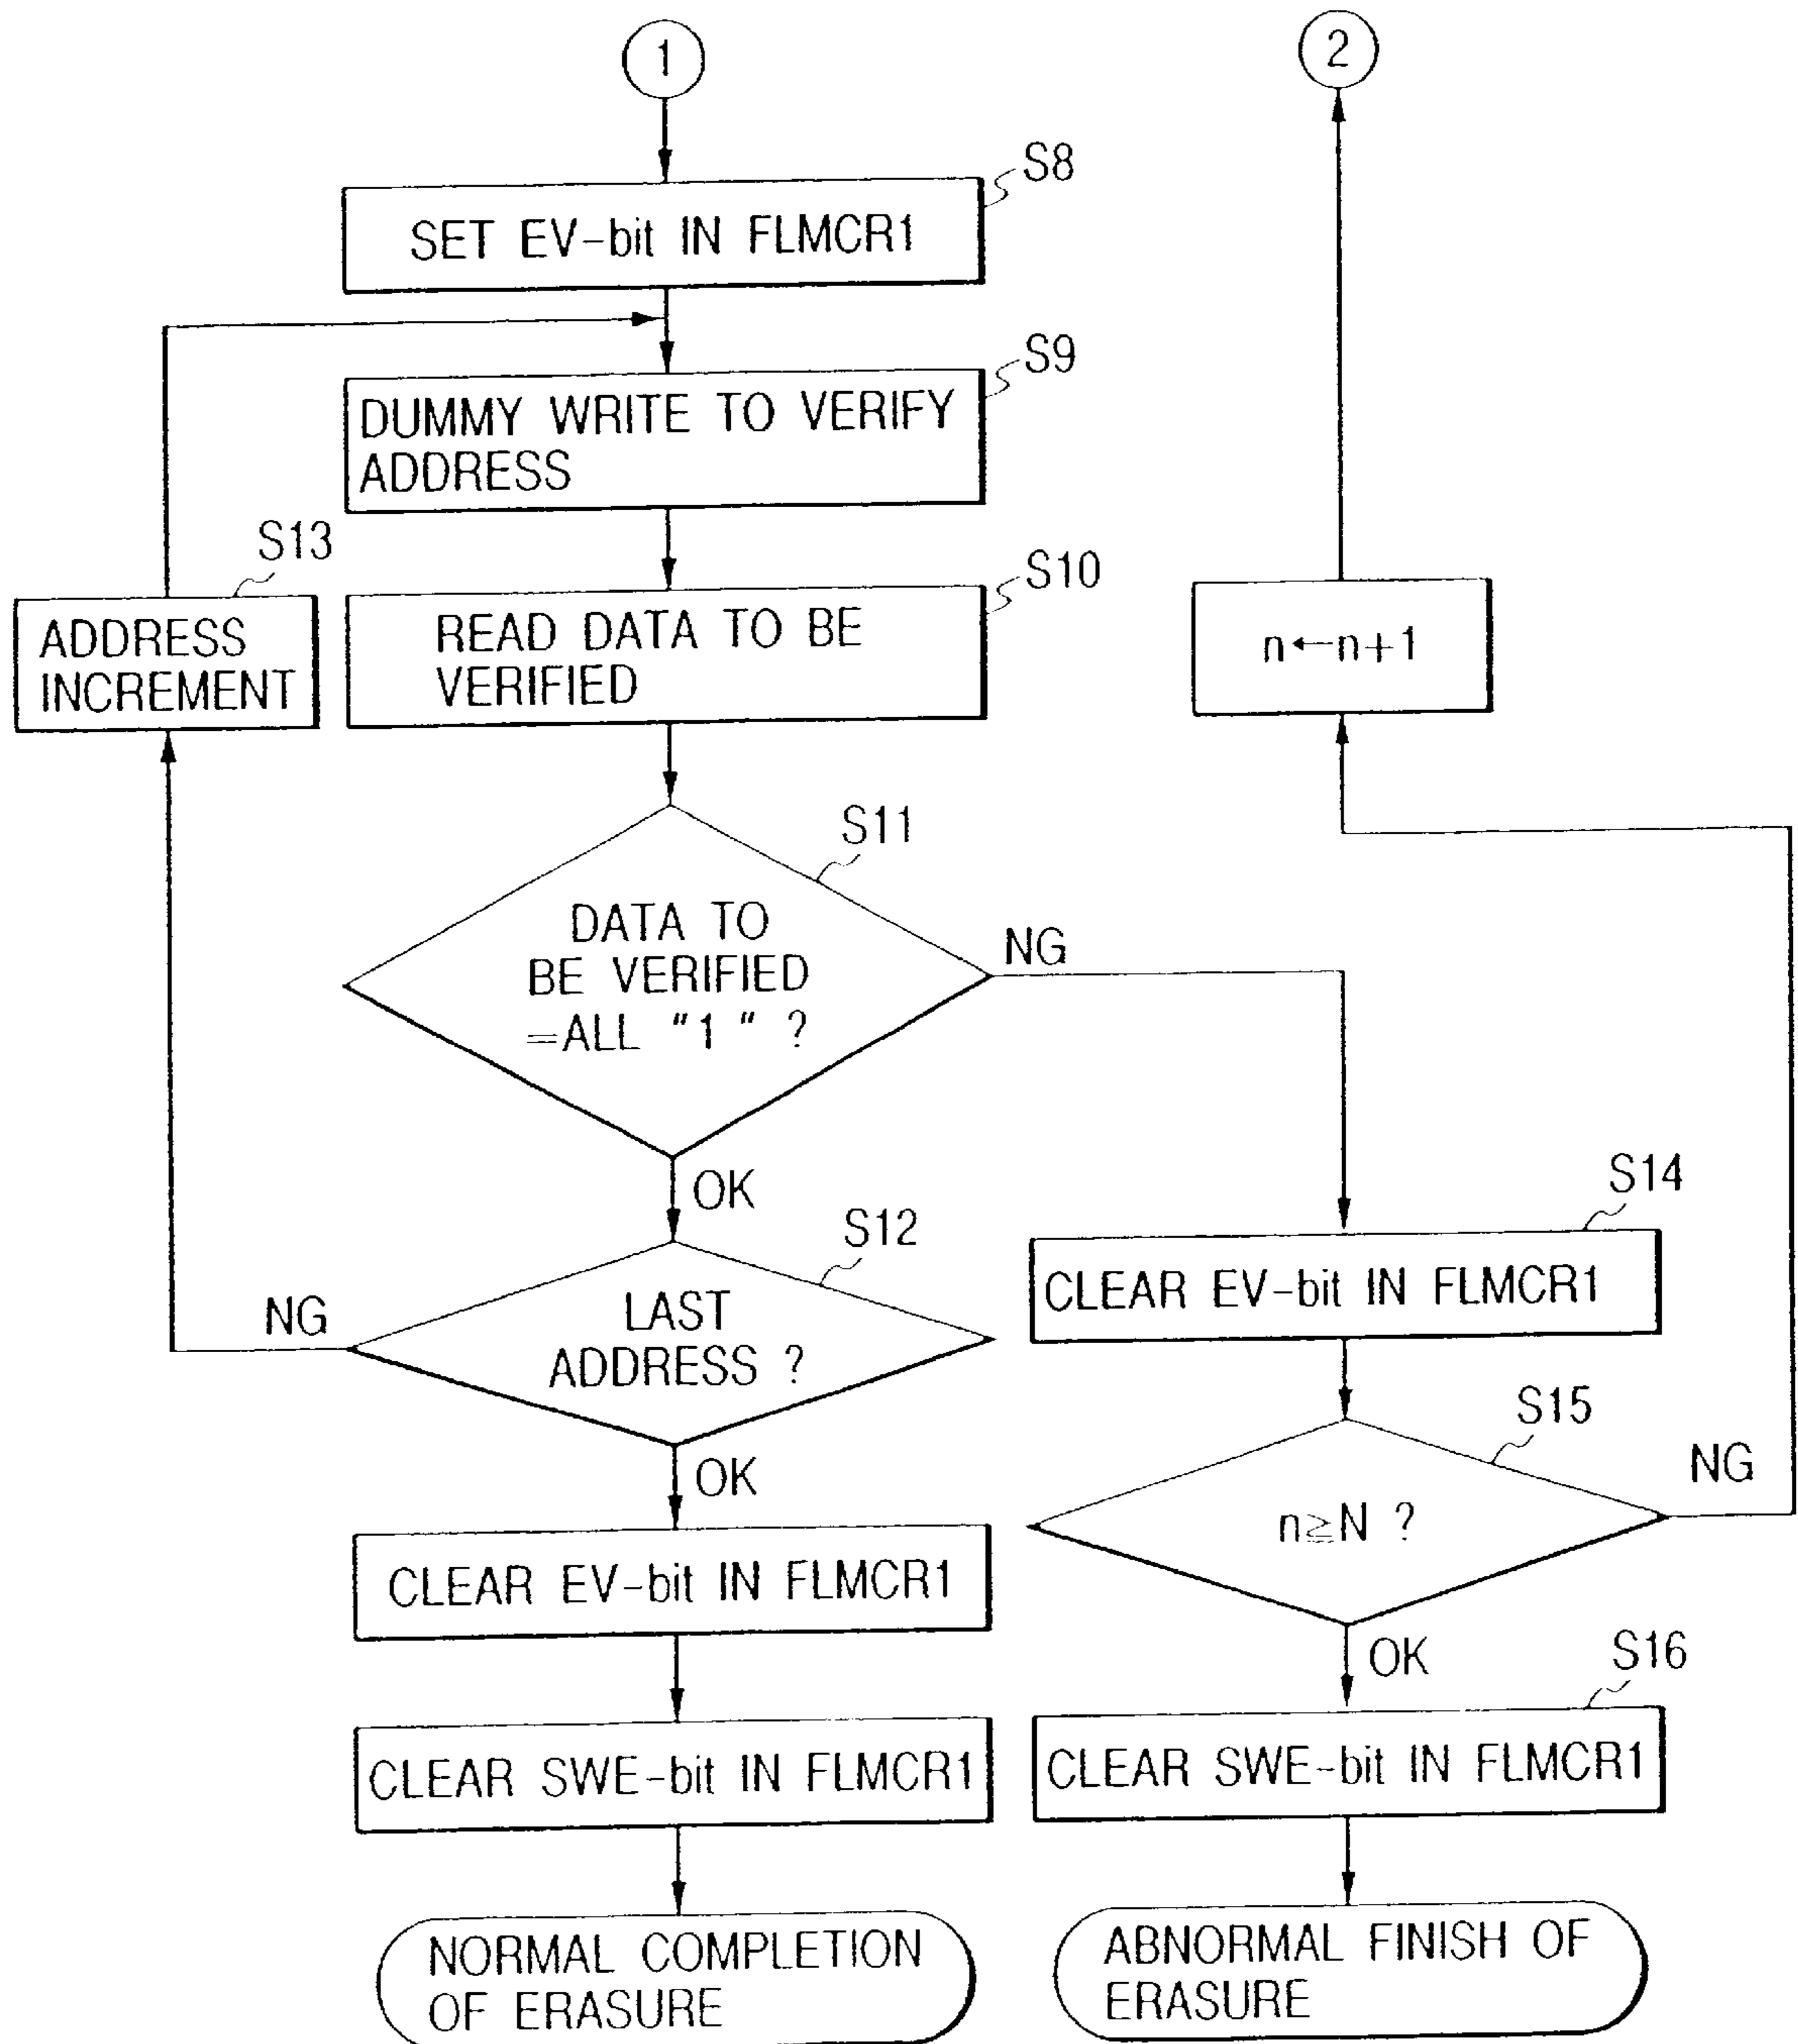 1
2
S8
SET EV-bit IN FLMCR1
S9
DUMMY WRITE TO VERIFY
ADDRESS
S13
ADDRESS
INCREMENT
S10
READ DATA TO BE
VERIFIED
n←n+1
S11
DATA TO
BE VERIFIED
=ALL "1 " ?
NG
OK
S12
LAST
ADDRESS ?
NG
OK
S14
CLEAR EV-bit IN FLMCR1
S15
n≧N ?
NG
OK
CLEAR EV-bit IN FLMCR1
S16
CLEAR SWE-bit IN FLMCR1
CLEAR SWE-bit IN FLMCR1
NORMAL COMPLETION
OF ERASURE
ABNORMAL FINISH OF
ERASURE